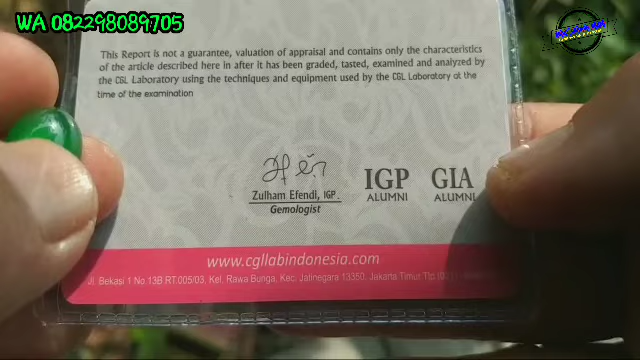 WA 082298089705
This Report is not a guarantee, valuation of appraisal and contains only the characteristics
of the article described here in after it has been graded, tasted, examined and analyzed by
the CGL Laboratory using the techniques and equipment used by the CGL Laboratory at the
time of the examination
Zulham Efendi, IGP.
Gemologist
IGP
ALUMNI
GIA
ALUMNI
www.cgllabindonesia.com
Jl. Bekasi 1 No 13B RT.005/03, Kel. Rawa Bunga, Kec. Jatinegara 13350, Jakarta Timur Tlp